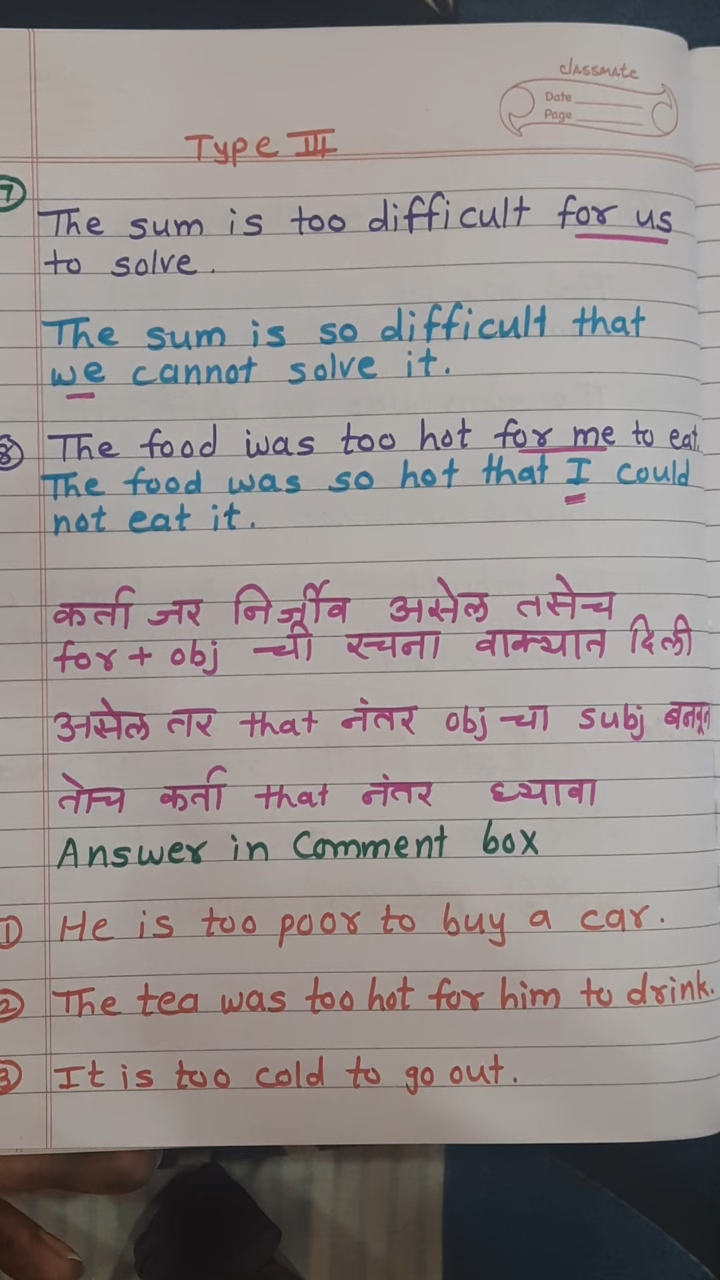 classmate
Date
Page
Type III
7
The sum is too difficult for us
to solve.
The sum is so difficult that
we cannot solve it.
8 The food was too hot for me to eat.
The food was so hot that I could
not eat it.
कर्ता जर निर्जीव असेल तसेच
for + obj ची रचना वाक्यात दिली
असेल तर that नंतर obj चा subj बनवून
तोच कर्ता that नंतर घ्यावा
Answer in Comment box
1 He is too poor to buy a car.
2 The tea was too hot for him to drink.
3 It is too cold to go out.